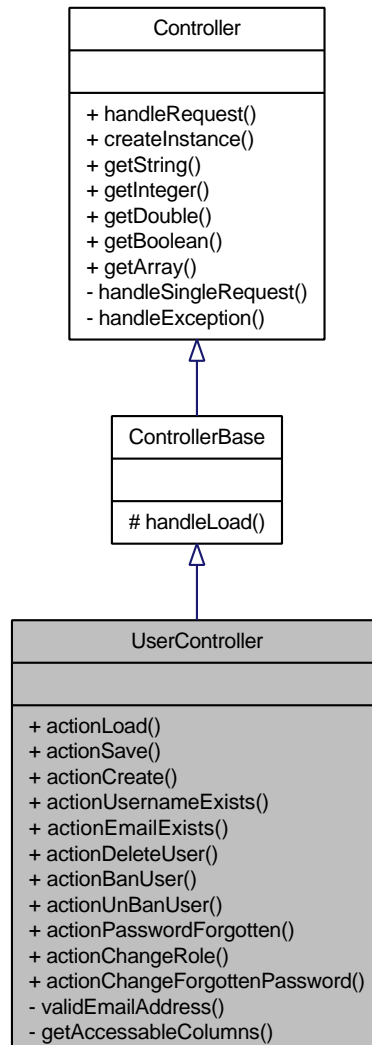 Controller
+ handleRequest()
+ createInstance()
+ getString()
+ getInteger()
+ getDouble()
+ getBoolean()
+ getArray()
- handleSingleRequest()
- handleException()
ControllerBase
# handleLoad()
UserController
+ actionLoad()
+ actionSave()
+ actionCreate()
+ actionUsernameExists()
+ actionEmailExists()
+ actionDeleteUser()
+ actionBanUser()
+ actionUnBanUser()
+ actionPasswordForgotten()
+ actionChangeRole()
+ actionChangeForgottenPassword()
- validEmailAddress()
- getAccessableColumns()